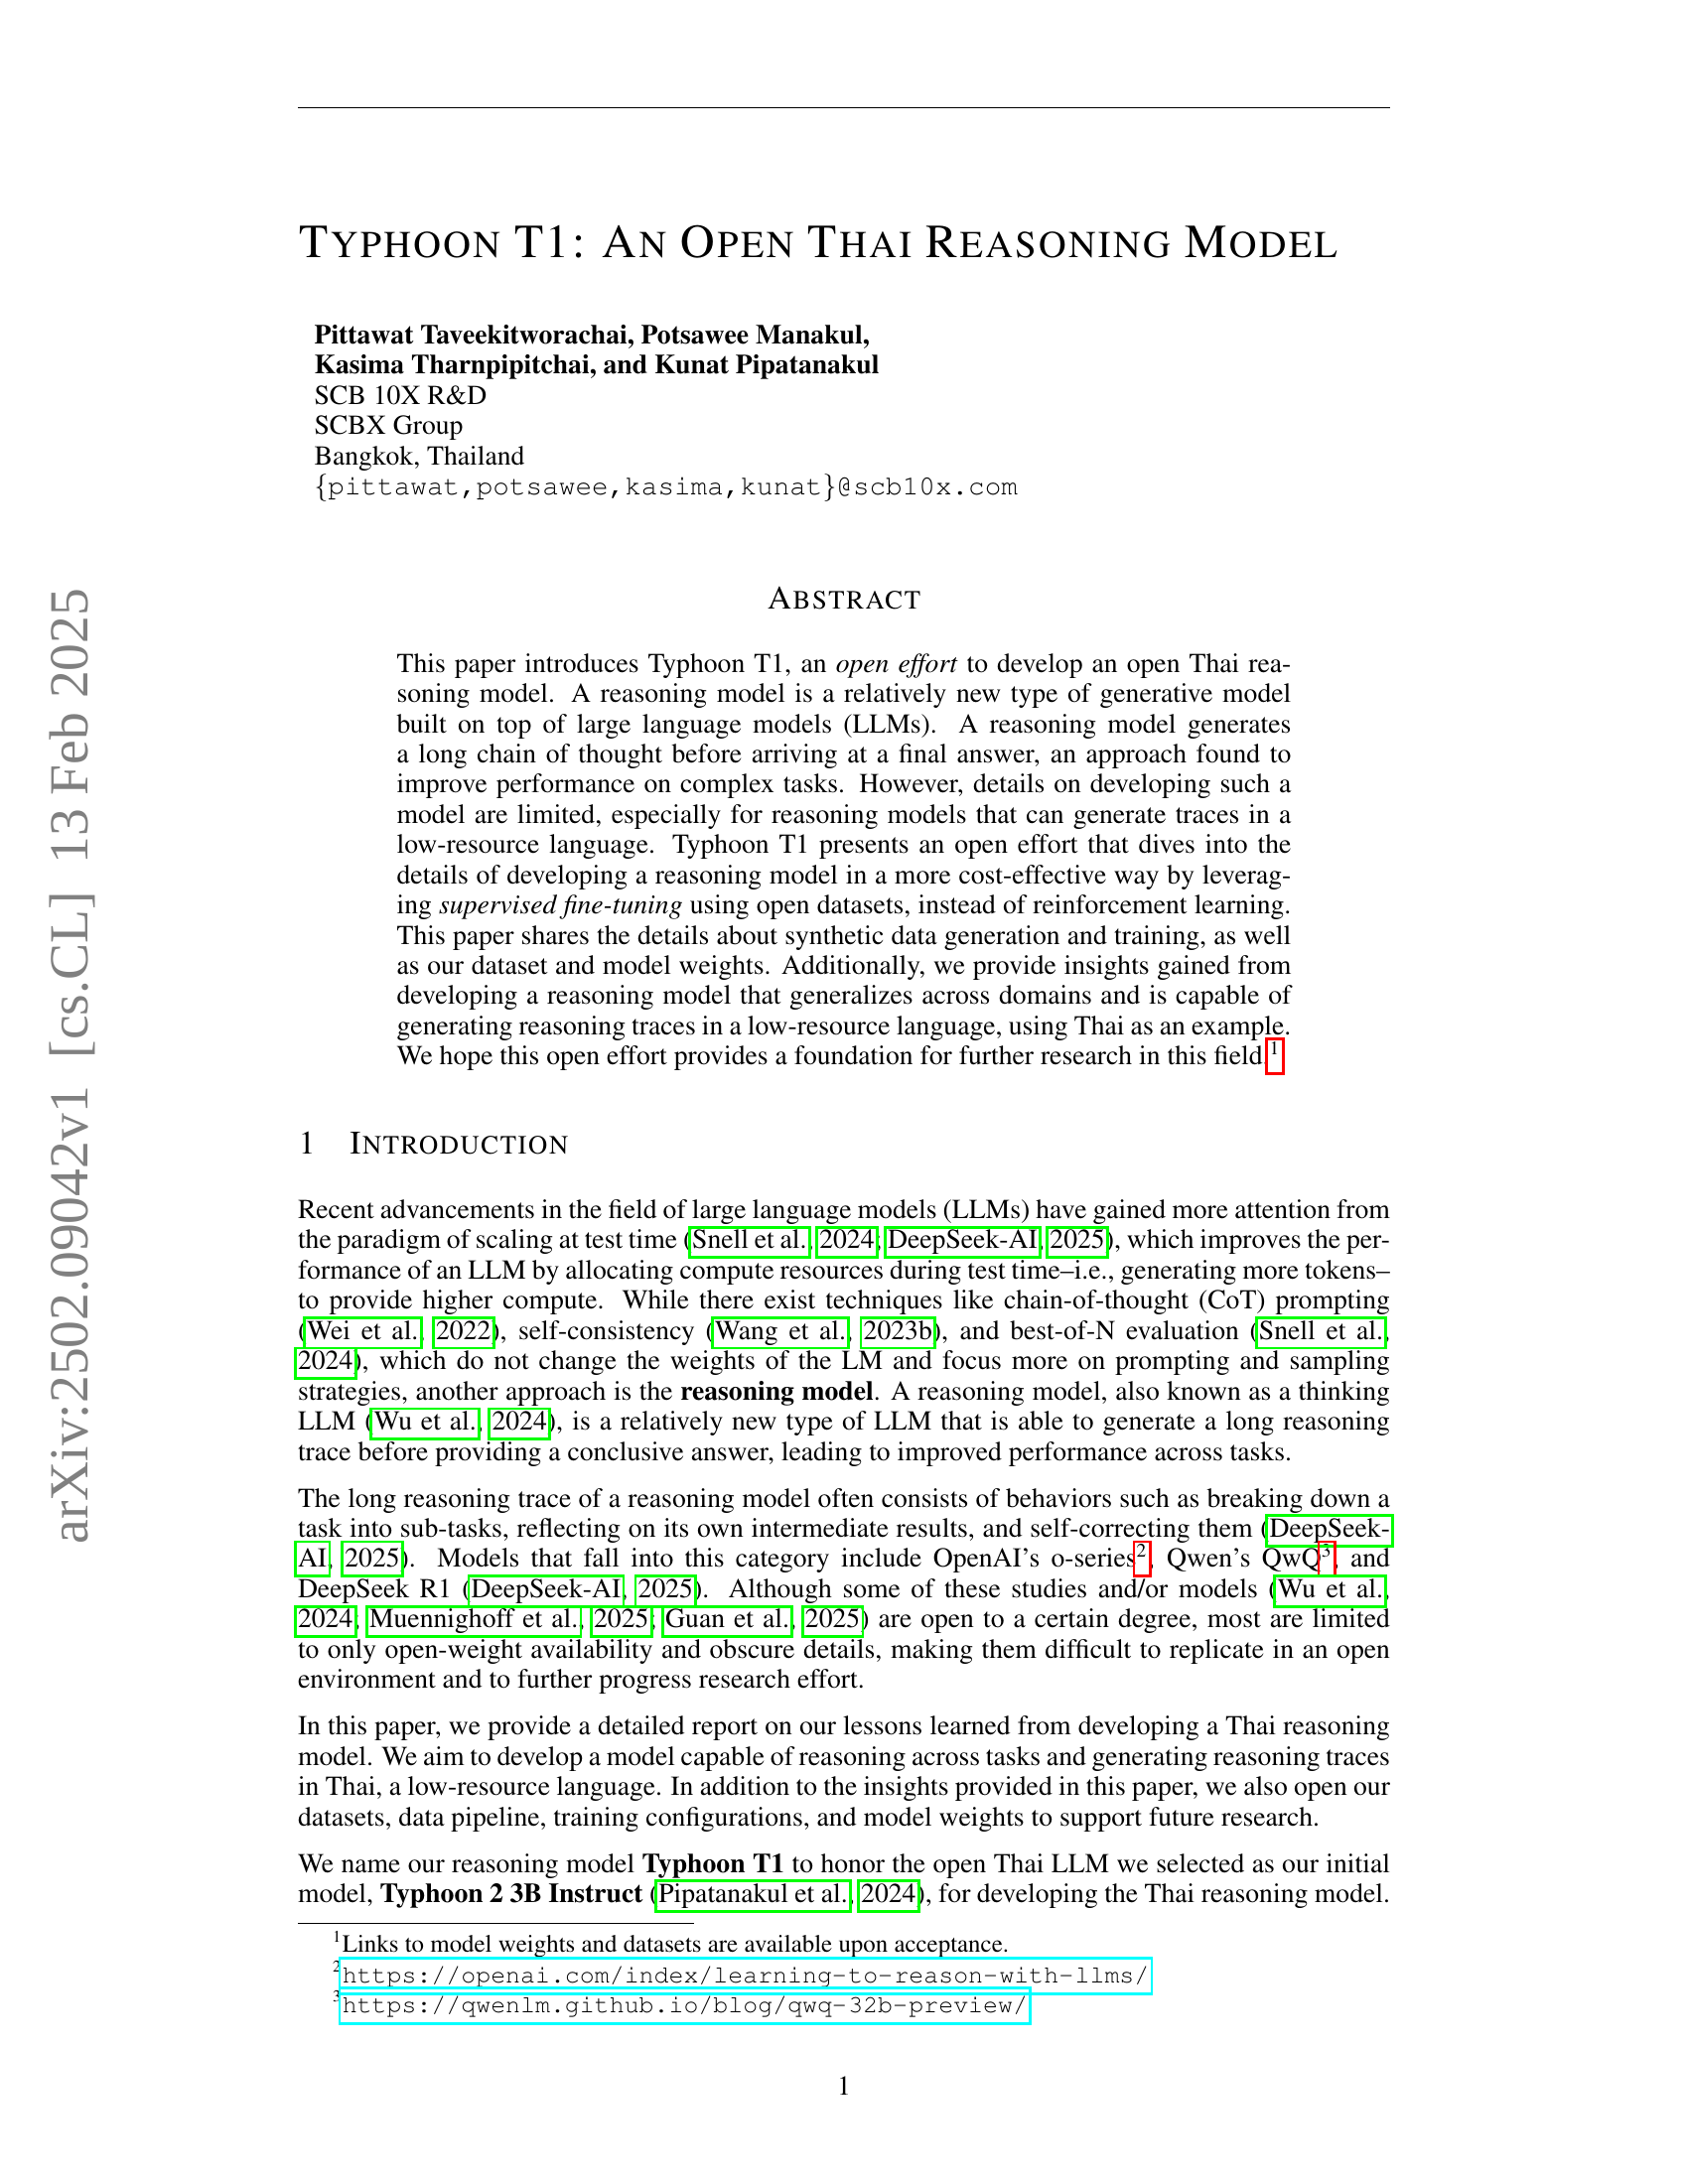 TYPHOON T1: AN OPEN THAI REASONING MODEL
Pittawat Taveekitworachai, Potsawee Manakul,
Kasima Tharnpipitchai, and Kunat Pipatanakul
SCB 10X R&D
SCBX Group
Bangkok, Thailand
{pittawat,potsawee,kasima,kunat}@scb10x.com
ABSTRACT
This paper introduces Typhoon T1, an open effort to develop an open Thai rea-
soning model. A reasoning model is a relatively new type of generative model
built on top of large language models (LLMs). A reasoning model generates
a long chain of thought before arriving at a final answer, an approach found to
improve performance on complex tasks. However, details on developing such a
model are limited, especially for reasoning models that can generate traces in a
low-resource language. Typhoon T1 presents an open effort that dives into the
details of developing a reasoning model in a more cost-effective way by leverag-
ing supervised fine-tuning using open datasets, instead of reinforcement learning.
This paper shares the details about synthetic data generation and training, as well
as our dataset and model weights. Additionally, we provide insights gained from
developing a reasoning model that generalizes across domains and is capable of
generating reasoning traces in a low-resource language, using Thai as an example.
We hope this open effort provides a foundation for further research in this field.1
1 INTRODUCTION
Recent advancements in the field of large language models (LLMs) have gained more attention from
the paradigm of scaling at test time (Snell et al., 2024; DeepSeek-AI, 2025), which improves the per-
formance of an LLM by allocating compute resources during test time–i.e., generating more tokens–
to provide higher compute. While there exist techniques like chain-of-thought (CoT) prompting
(Wei et al., 2022), self-consistency (Wang et al., 2023b), and best-of-N evaluation (Snell et al.,
2024), which do not change the weights of the LM and focus more on prompting and sampling
strategies, another approach is the reasoning model. A reasoning model, also known as a thinking
LLM (Wu et al., 2024), is a relatively new type of LLM that is able to generate a long reasoning
trace before providing a conclusive answer, leading to improved performance across tasks.
The long reasoning trace of a reasoning model often consists of behaviors such as breaking down a
task into sub-tasks, reflecting on its own intermediate results, and self-correcting them (DeepSeek-
AI, 2025). Models that fall into this category include OpenAI's o-series2, Qwen's QwQ3, and
DeepSeek R1 (DeepSeek-AI, 2025). Although some of these studies and/or models (Wu et al.,
2024; Muennighoff et al., 2025; Guan et al., 2025) are open to a certain degree, most are limited
to only open-weight availability and obscure details, making them difficult to replicate in an open
environment and to further progress research effort.
In this paper, we provide a detailed report on our lessons learned from developing a Thai reasoning
model. We aim to develop a model capable of reasoning across tasks and generating reasoning traces
in Thai, a low-resource language. In addition to the insights provided in this paper, we also open our
datasets, data pipeline, training configurations, and model weights to support future research.
We name our reasoning model Typhoon T1 to honor the open Thai LLM we selected as our initial
model, Typhoon 2 3B Instruct (Pipatanakul et al., 2024), for developing the Thai reasoning model.
1Links to model weights and datasets are available upon acceptance.
2https://openai.com/index/learning-to-reason-with-llms/
3https://qwenlm.github.io/blog/qwq-32b-preview/
1
arXiv:2502.09042v1 [cs.CL] 13 Feb 2025